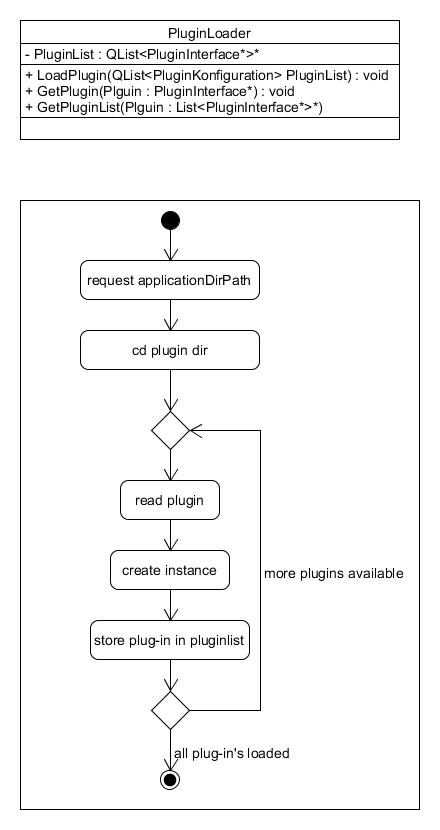 PluginLoader
- PluginList : QList<PluginInterface*>*
+ LoadPlugin(QList<PluginKonfiguration> PluginList) : void
+ GetPlugin(Plguin : PluginInterface*) : void
+ GetPluginList(Plguin : List<PluginInterface*>*)
request applicationDirPath
cd plugin dir
read plugin
create instance
more plugins available
store plug-in in pluginlist
all plug-in's loaded